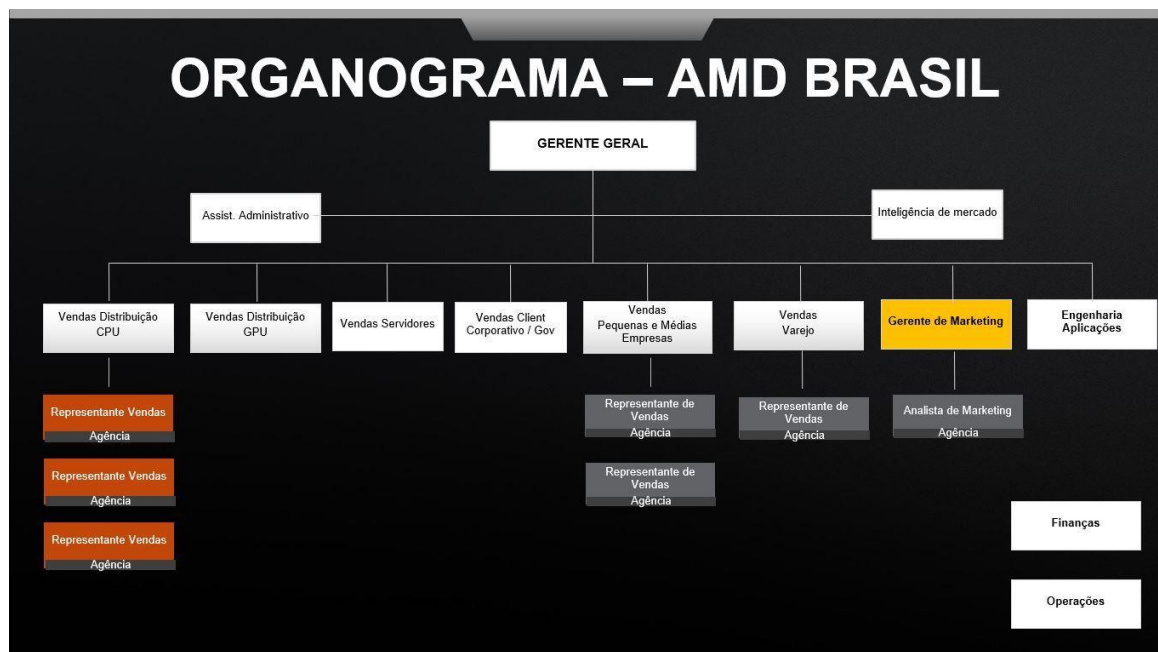 ORGANOGRAMA – AMD BRASIL
GERENTE GERAL
Assist. Administrativo
Inteligência de mercado
Vendas Distribuição
CPU
Vendas Distribuição
GPU
Vendas Servidores
Vendas Client
Corporativo / Gov
Vendas
Pequenas e Médias
Empresas
Vendas
Varejo
Gerente de Marketing
Engenharia
Aplicações
Representante Vendas
Agência
Representante de
Vendas
Agência
Representante de
Vendas
Agência
Analista de Marketing
Agência
Representante Vendas
Agência
Representante de
Vendas
Agência
Representante Vendas
Agência
Finanças
Operações